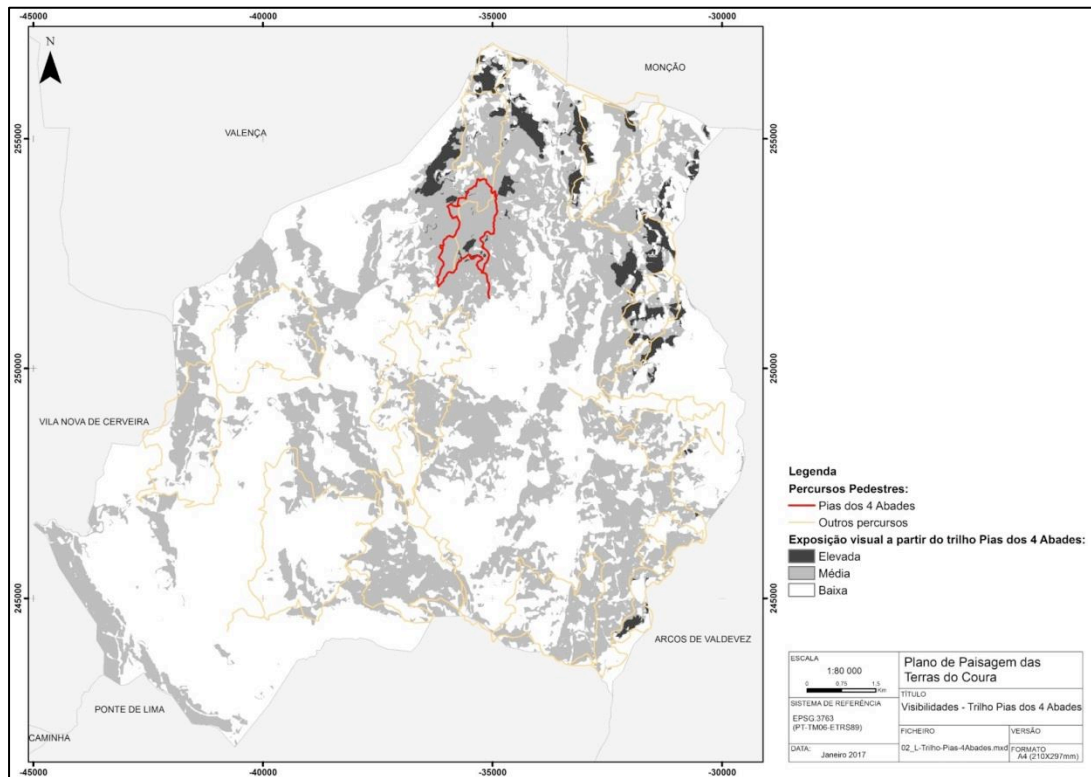 -45000
-40000
-35000
-30000
N
MONÇÃO
VALENÇA
255000
255000
250000
250000
VILA NOVA DE CERVEIRA
245000
245000
ARCOS DE VALDEVEZ
PONTE DE LIMA
CAMINHA
-45000
-40000
-35000
-30000
Legenda
Percursos Pedestres:
Pias dos 4 Abades
Outros percursos
Exposição visual a partir do trilho Pias dos 4 Abades:
Elevada
Média
Baixa
ESCALA
1:80 000
0 0,75 1,5
Km
SISTEMA DE REFERÊNCIA
EPSG:3763
(PT-TM06-ETRS89)
DATA:
Janeiro 2017
Plano de Paisagem das
Terras do Coura
TÍTULO
Visibilidades - Trilho Pias dos 4 Abades
FICHEIRO
02_L-Trilho-Pias-4Abades.mxd
VERSÃO
FORMATO
A4 (210X297mm)